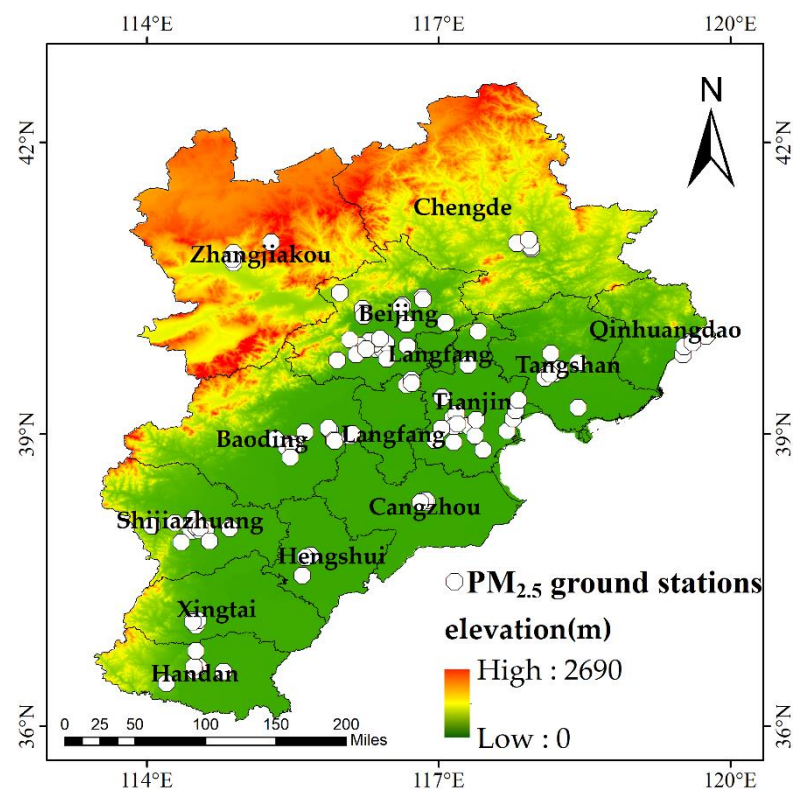 114°E 117°E 120°E
N
42°N 42°N
Chengde
Zhangjiakou
Beijing
Qinhuangdao
Langfang
Tangshan
Tianjin
39°N 39°N
Baoding Langfang
Cangzhou
Shijiazhuang
Hengshui
PM2.5 ground stations
Xingtai
elevation(m)
High : 2690
Handan
Low : 0
0 25 50 100 150 200
Miles
36°N 36°N
114°E 117°E 120°E